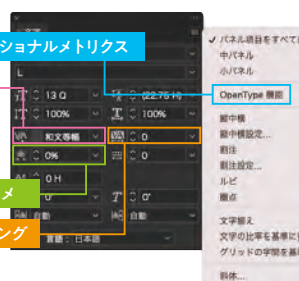 ショナルメトリクス
L
13 Q
(22.75 H)
100%
100%
和文等幅
0
0%
0
メ
0 H
0°
ング
自動
自動
言語：日本語
✓ パネル項目をすべて
中パネル
小パネル
OpenType 機能
縦中横
縦中横設定...
割注
割注設定...
ルビ
圏点
文字揃え
文字の比率を基準に
グリッドの字間を基準
斜体...